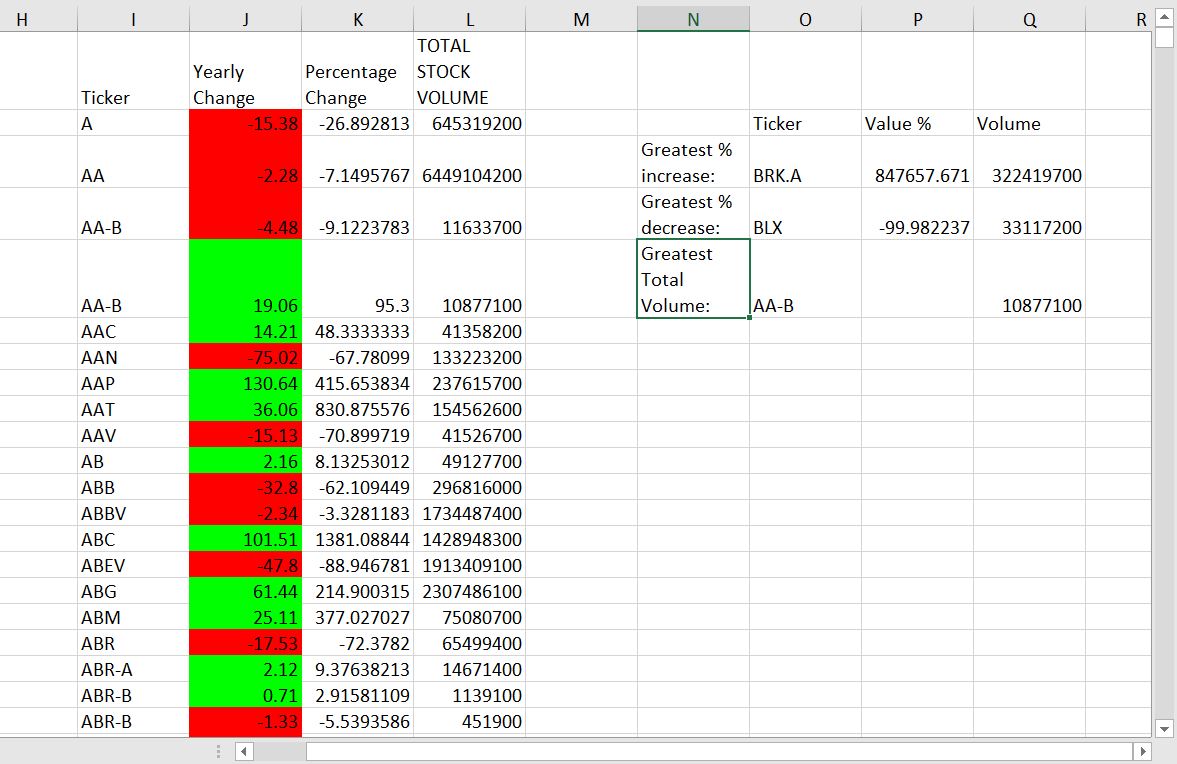 H I J K L M N O P Q R
Ticker Yearly Change Percentage Change TOTAL STOCK VOLUME
A -15.38 -26.892813 645319200 Ticker Value % Volume
AA -2.28 -7.1495767 6449104200 Greatest % increase: BRK.A 847657.671 322419700
AA-B -4.48 -9.1223783 11633700 Greatest % decrease: BLX -99.982237 33117200
AA-B 19.06 95.3 10877100 Greatest Total Volume: AA-B 10877100
AAC 14.21 48.3333333 41358200
AAN -75.02 -67.78099 133223200
AAP 130.64 415.653834 237615700
AAT 36.06 830.875576 154562600
AAV -15.13 -70.899719 41526700
AB 2.16 8.13253012 49127700
ABB -32.8 -62.109449 296816000
ABBV -2.34 -3.3281183 1734487400
ABC 101.51 1381.08844 1428948300
ABEV -47.8 -88.946781 1913409100
ABG 61.44 214.900315 2307486100
ABM 25.11 377.027027 75080700
ABR -17.53 -72.3782 65499400
ABR-A 2.12 9.37638213 14671400
ABR-B 0.71 2.91581109 1139100
ABR-B -1.33 -5.5393586 451900